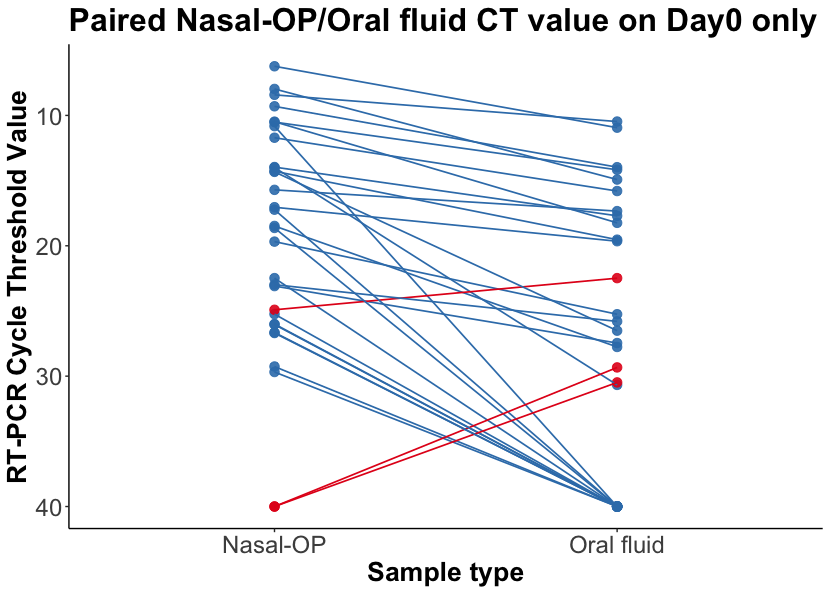 Paired Nasal-OP/Oral fluid CT value on Day0 only
RT-PCR Cycle Threshold Value
10
20
30
40
Nasal-OP
Oral fluid
Sample type